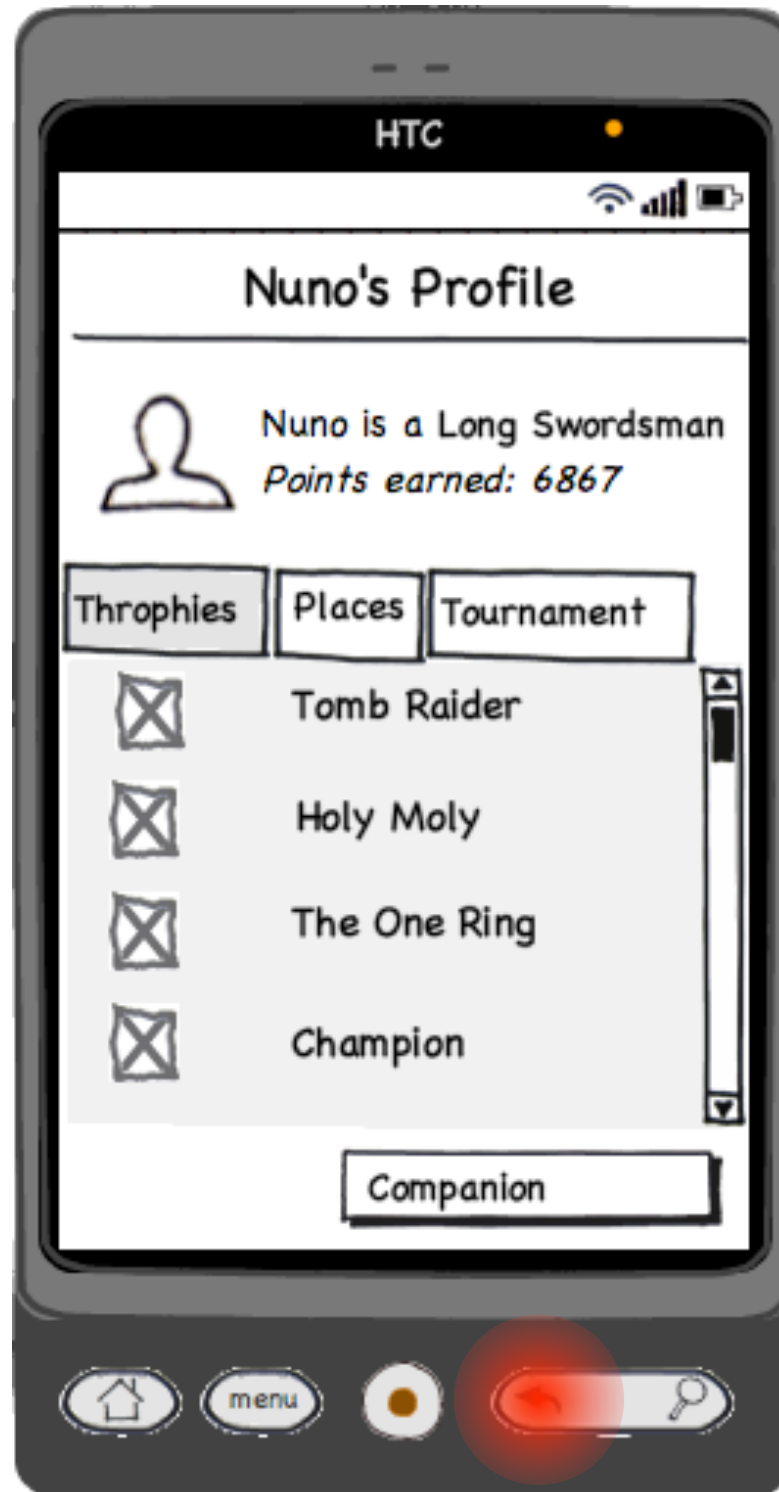 HTC
Nuno's Profile
Nuno is a Long Swordsman
Points earned: 6867
Throphies Places Tournament
Tomb Raider
Holy Moly
The One Ring
Champion
Companion
menu